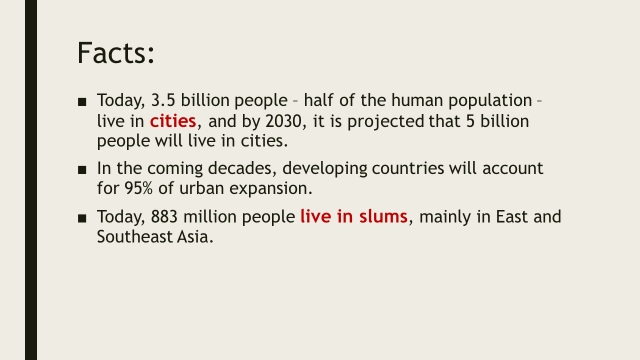 Facts:
▪ Today, 3.5 billion people – half of the human population –
live in cities, and by 2030, it is projected that 5 billion
people will live in cities.
▪ In the coming decades, developing countries will account
for 95% of urban expansion.
▪ Today, 883 million people live in slums, mainly in East and
Southeast Asia.